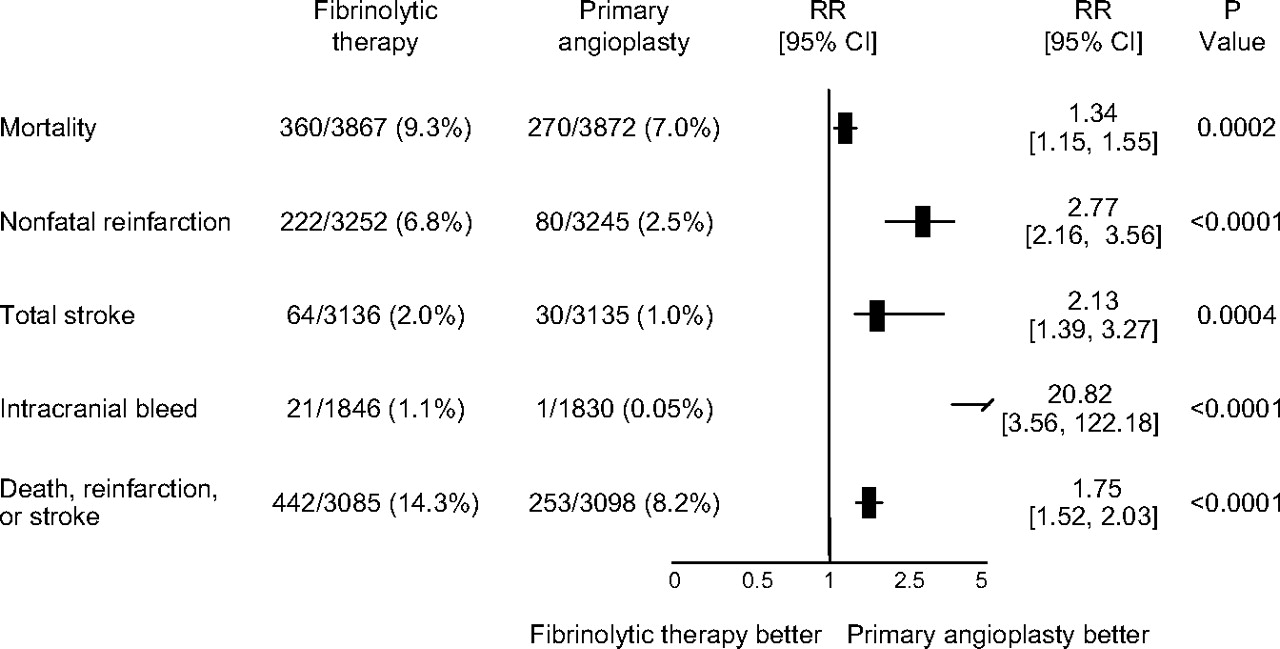 Fibrinolytic therapy Primary angioplasty RR [95% CI] RR [95% CI] P Value
Mortality 360/3867 (9.3%) 270/3872 (7.0%) 1.34 [1.15, 1.55] 0.0002
Nonfatal reinfarction 222/3252 (6.8%) 80/3245 (2.5%) 2.77 [2.16, 3.56] <0.0001
Total stroke 64/3136 (2.0%) 30/3135 (1.0%) 2.13 [1.39, 3.27] 0.0004
Intracranial bleed 21/1846 (1.1%) 1/1830 (0.05%) 20.82 [3.56, 122.18] <0.0001
Death, reinfarction, or stroke 442/3085 (14.3%) 253/3098 (8.2%) 1.75 [1.52, 2.03] <0.0001
0 0.5 1 2.5 5
Fibrinolytic therapy better Primary angioplasty better